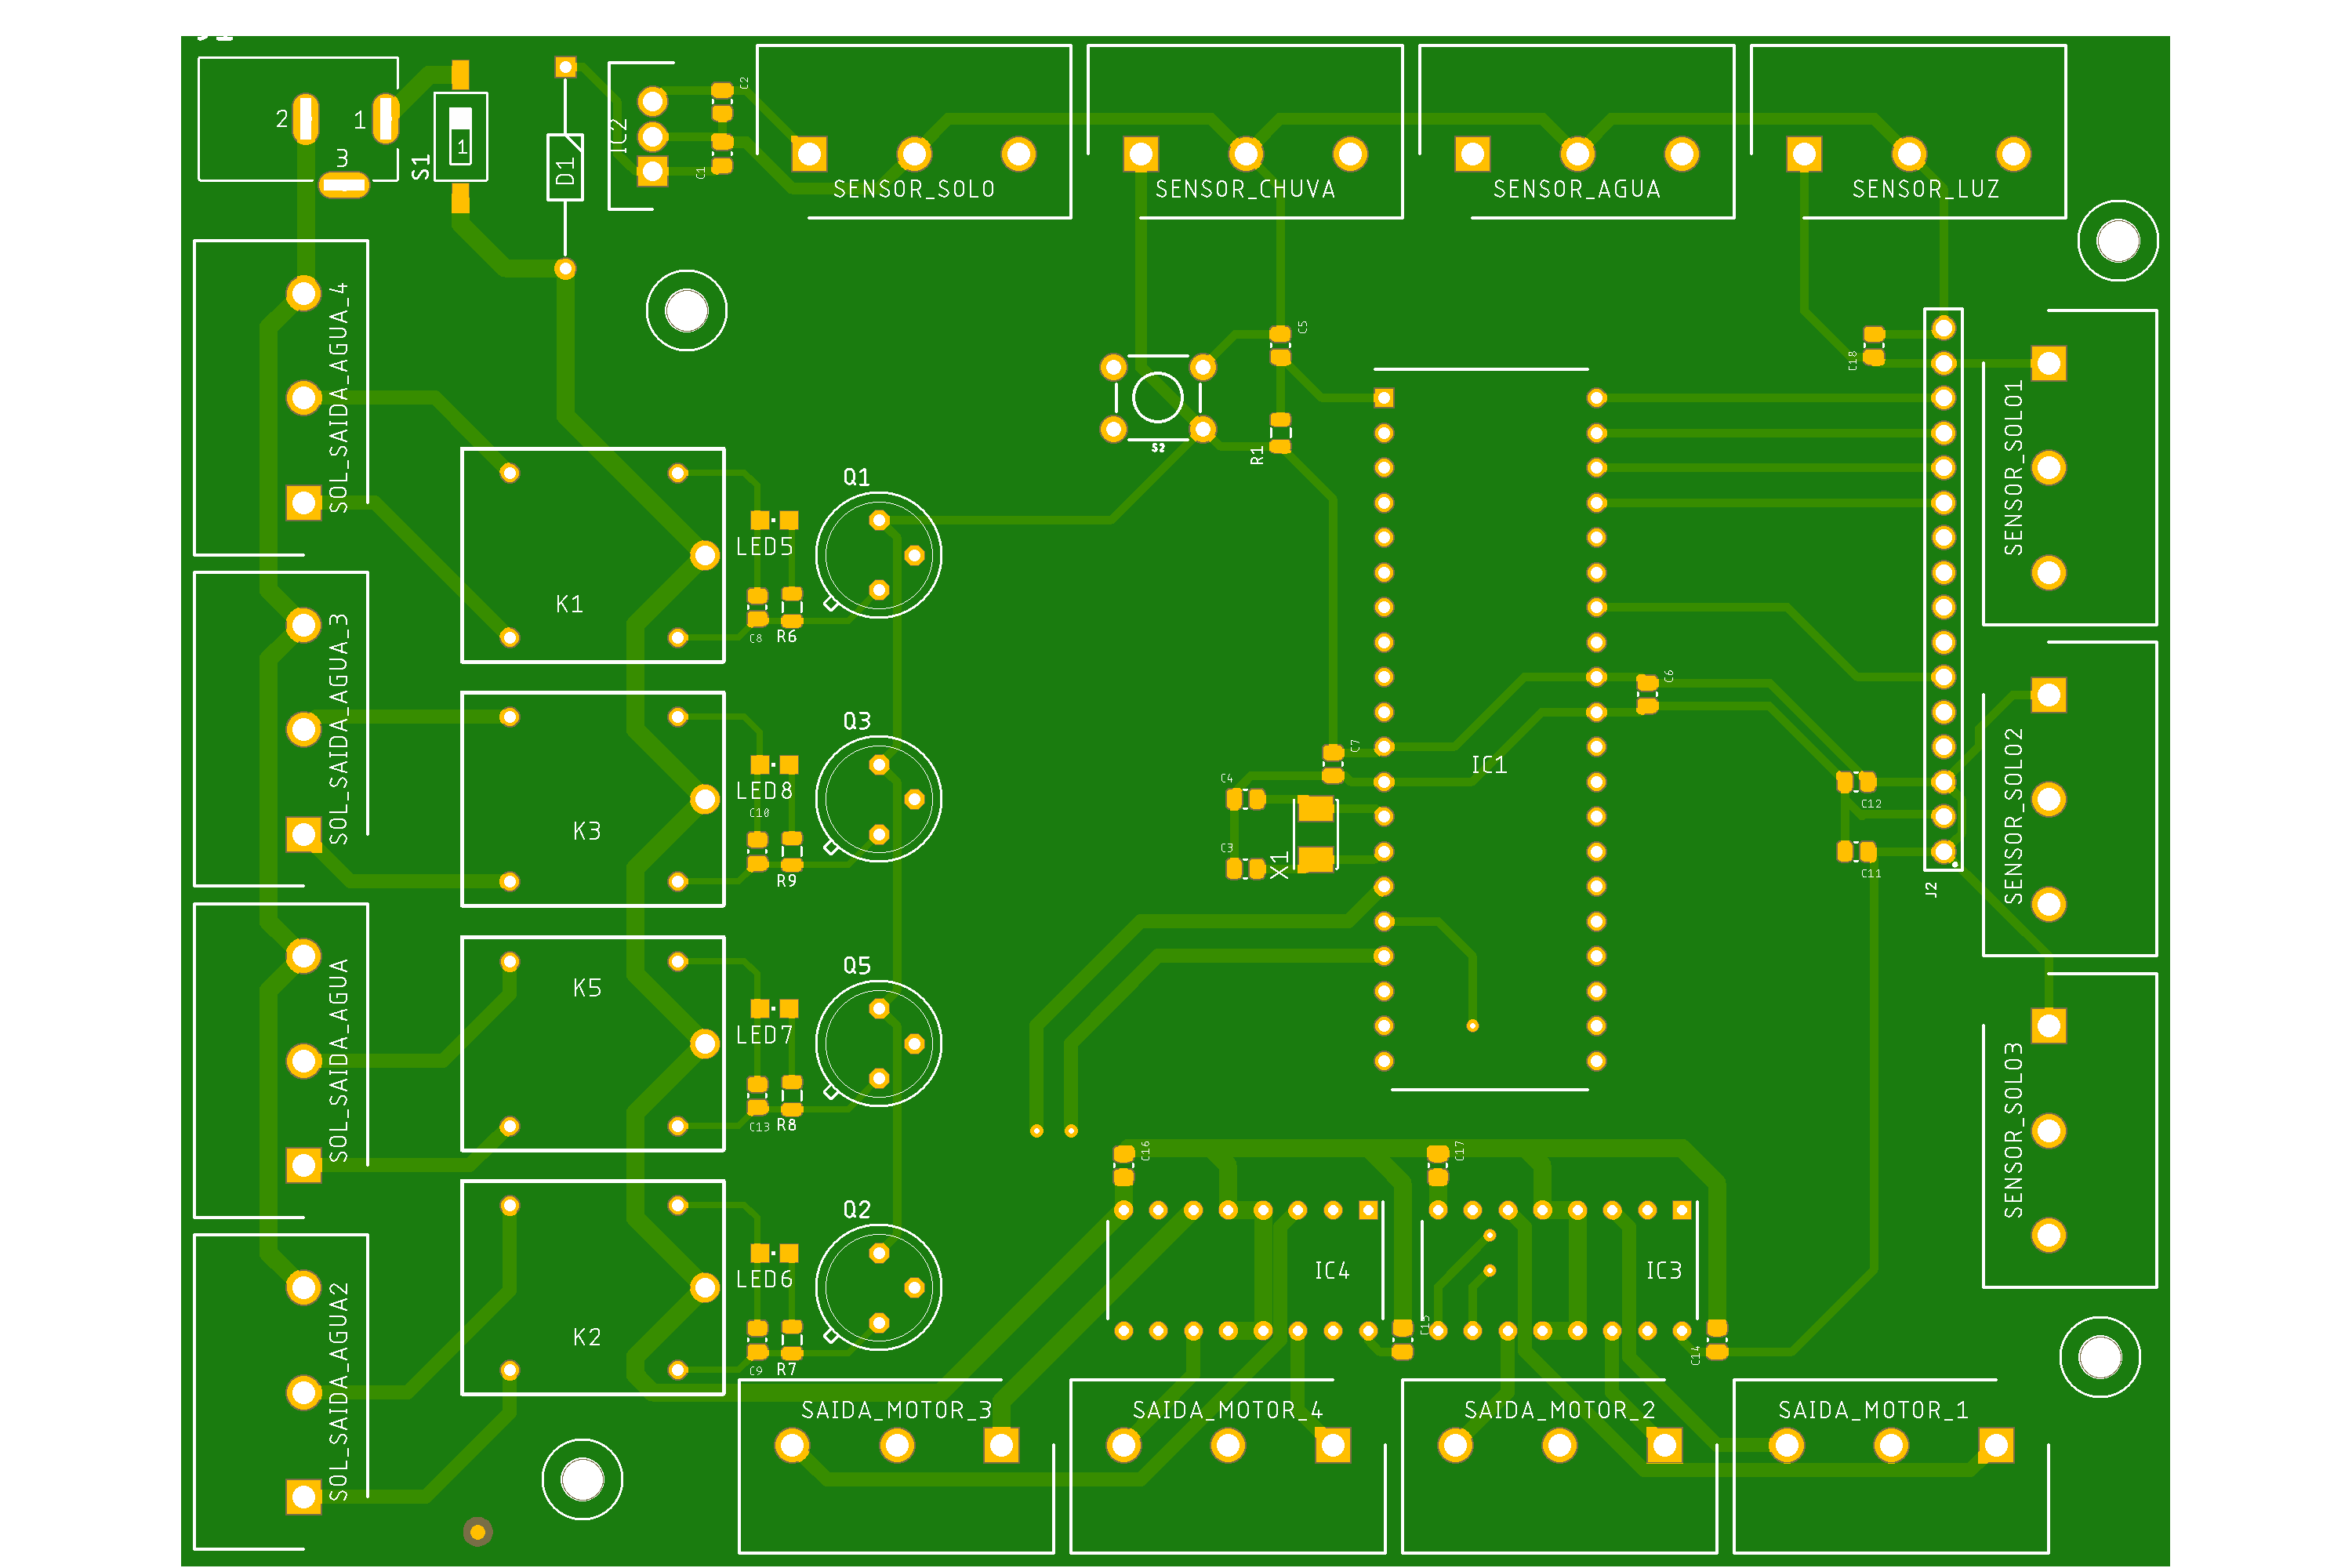 C2
2
1
3
S1
1
D1
IC2
C1
SENSOR_SOLO
SENSOR_CHUVA
SENSOR_AGUA
SENSOR_LUZ
SOL_SAIDA_AGUA_4
C5
C18
SENSOR_SOLO1
S2
R1
Q1
LED5
K1
C8
R6
SOL_SAIDA_AGUA_3
C6
Q3
C7
IC1
LED8
C4
C10
K3
C12
SENSOR_SOLO2
C3
X1
R9
C11
J2
Q5
K5
SOL_SAIDA_AGUA
LED7
C13
R8
SENSOR_SOLO3
C16
C17
Q2
LED6
IC4
IC3
K2
C15
C14
C9
R7
SOL_SAIDA_AGUA2
SAIDA_MOTOR_3
SAIDA_MOTOR_4
SAIDA_MOTOR_2
SAIDA_MOTOR_1